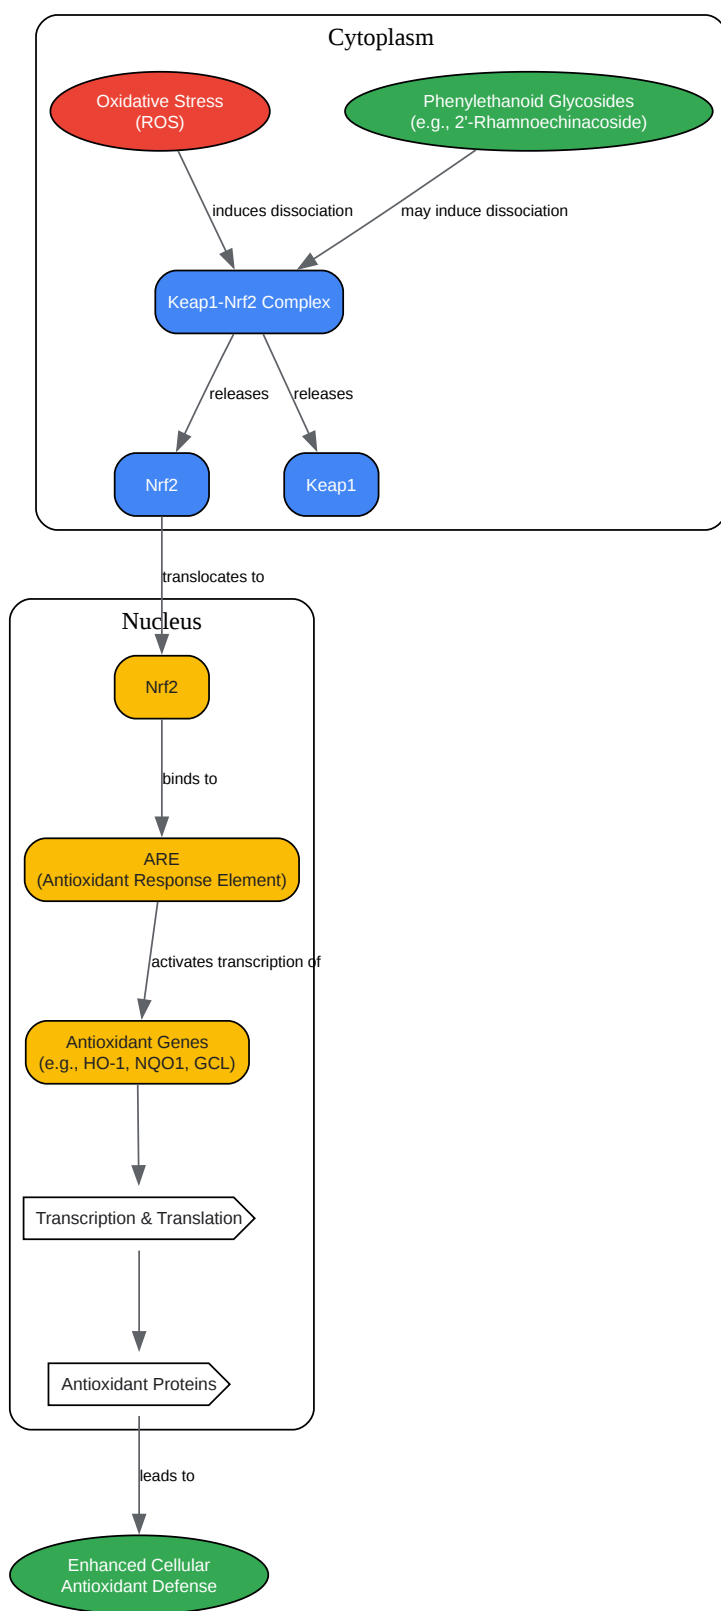 Cytoplasm
Oxidative Stress
(ROS)
Phenylethanoid Glycosides
(e.g., 2'-Rhamnoechinacoside)
induces dissociation
may induce dissociation
Keap1-Nrf2 Complex
releases
releases
Nrf2
Keap1
translocates to
Nucleus
Nrf2
binds to
ARE
(Antioxidant Response Element)
activates transcription of
Antioxidant Genes
(e.g., HO-1, NQO1, GCL)
Transcription & Translation
Antioxidant Proteins
leads to
Enhanced Cellular
Antioxidant Defense